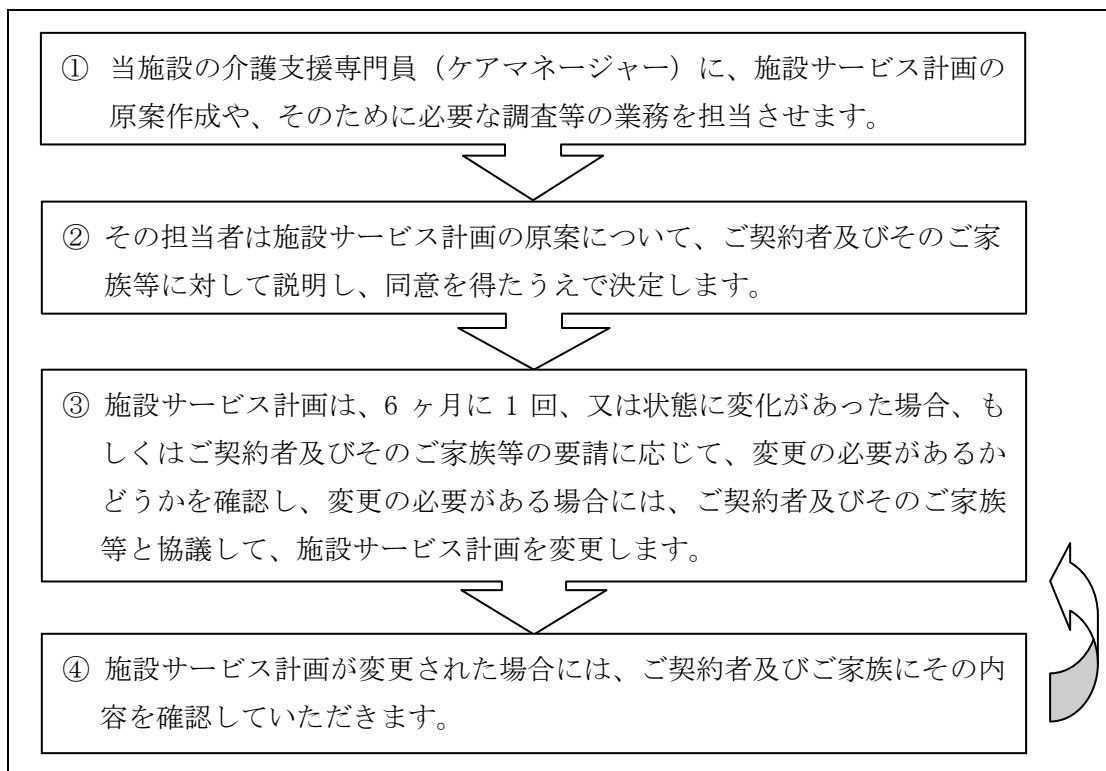 ① 当施設の介護支援専門員（ケアマネージャー）に、施設サービス計画の
原案作成や、そのために必要な調査等の業務を担当させます。
② その担当者は施設サービス計画の原案について、ご契約者及びそのご家
族等に対して説明し、同意を得たうえで決定します。
③ 施設サービス計画は、6 ヶ月に 1 回、又は状態に変化があった場合、も
しくはご契約者及びそのご家族等の要請に応じて、変更の必要があるか
どうかを確認し、変更の必要がある場合には、ご契約者及びそのご家族
等と協議して、施設サービス計画を変更します。
④ 施設サービス計画が変更された場合には、ご契約者及びご家族にその内
容を確認していただきます。